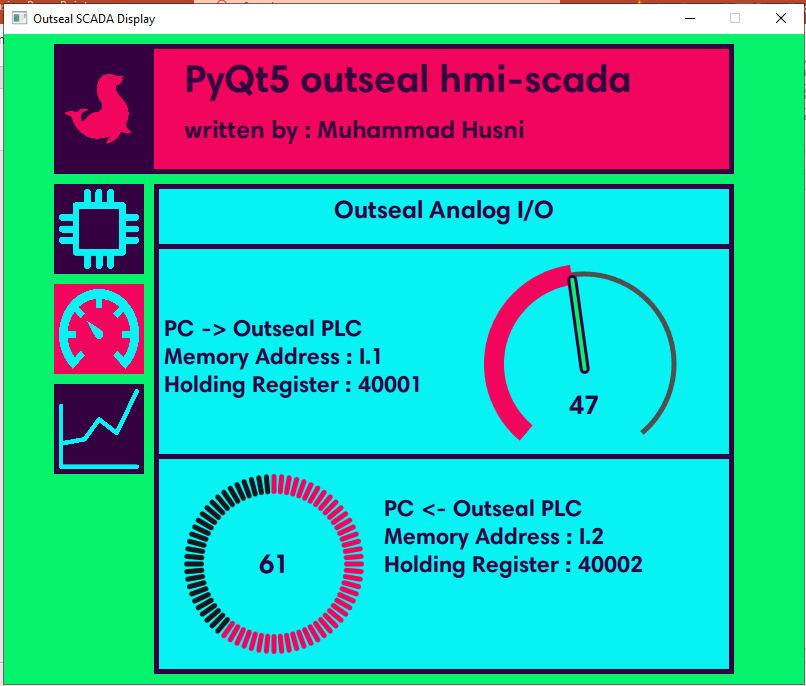 Outseal SCADA Display
PyQt5 outseal hmi-scada
written by : Muhammad Husni
Outseal Analog I/O
PC -> Outseal PLC
Memory Address : I.1
Holding Register : 40001
47
61
PC <- Outseal PLC
Memory Address : I.2
Holding Register : 40002